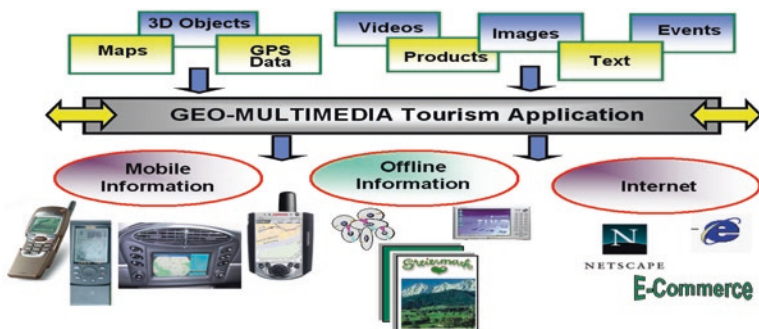 3D Objects
Maps
GPS
Data
Videos
Products
Images
Text
Events
GEO-MULTIMEDIA Tourism Application
Mobile
Information
Offline
Information
Internet
Steiermark
N
NETSCAPE
e
E-Commerce